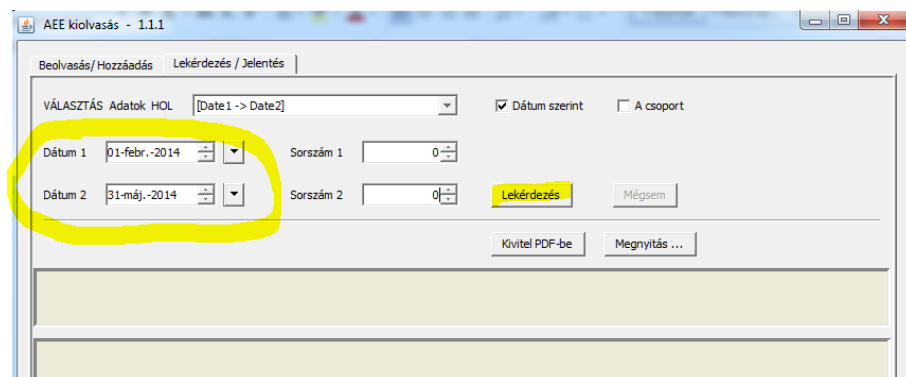 AEE kiolvasás - 1.1.1
Beolvasás/Hozzáadás Lekérdezés / Jelentés
VÁLASZTÁS Adatok HOL [Date1 -> Date2] Dátum szerint A csoport
Dátum 1 01-febr.-2014 Sorszám 1 0
Dátum 2 31-máj.-2014 Sorszám 2 0 Lekérdezés Mégsem
Kivitel PDF-be Megnyitás ...